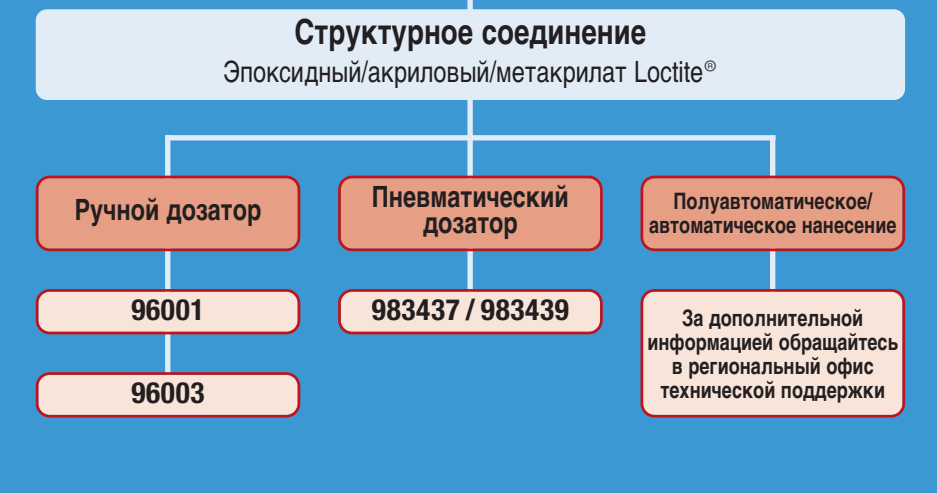 Структурное соединение
Эпоксидный/акриловый/метакрилат Loctite®
Ручной дозатор
96001
96003
Пневматический
дозатор
983437 / 983439
Полуавтоматическое/
автоматическое нанесение
За дополнительной
информацией обращайтесь
в региональный офис
технической поддержки